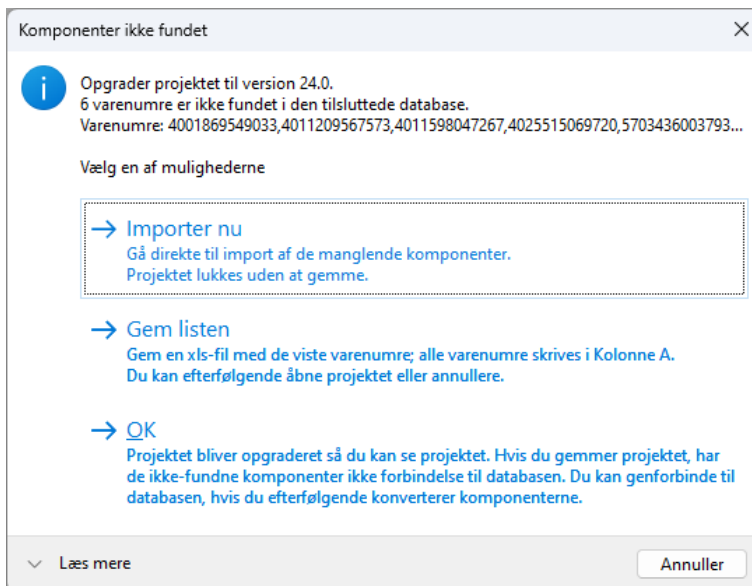 Komponenter ikke fundet
Opgrader projektet til version 24.0.
6 varenumre er ikke fundet i den tilsluttede database.
Varenumre: 4001869549033,4011209567573,4011598047267,4025515069720,5703436003793...
Vælg en af mulighederne
Importer nu
Gå direkte til import af de manglende komponenter.
Projektet lukkes uden at gemme.
Gem listen
Gem en xls-fil med de viste varenumre; alle varenumre skrives i Kolonne A.
Du kan efterfølgende åbne projektet eller annullere.
OK
Projektet bliver opgraderet så du kan se projektet. Hvis du gemmer projektet, har
de ikke-fundne komponenter ikke forbindelse til databasen. Du kan genforbinde til
databasen, hvis du efterfølgende konverterer komponenterne.
Læs mere
Annuller